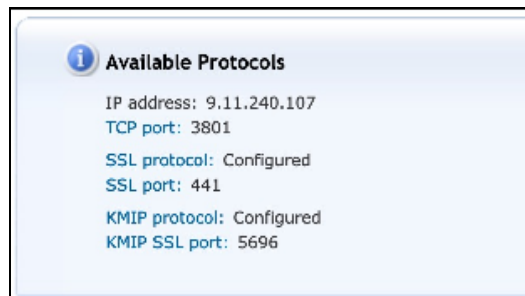 Available Protocols
IP address: 9.11.240.107
TCP port: 3801
SSL protocol: Configured
SSL port: 441
KMIP protocol: Configured
KMIP SSL port: 5696